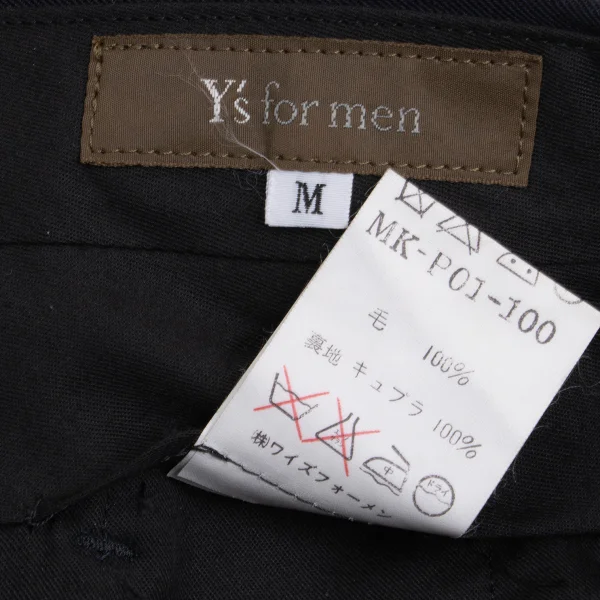 Y's for men
M
MK-P01-100
毛 100%
裏地 キュプラ 100%
中
ドライ
㈱ワイズフォーメン